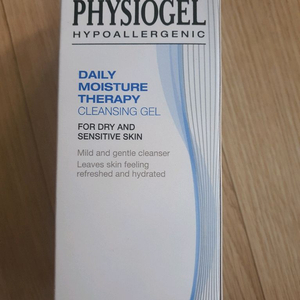 PHYSIOGEL
HYPOALLERGENIC
DAILY
MOISTURE
THERAPY
CLEANSING GEL
FOR DRY AND
SENSITIVE SKIN
Mild and gentle cleanser
Leaves skin feeling
refreshed and hydrated